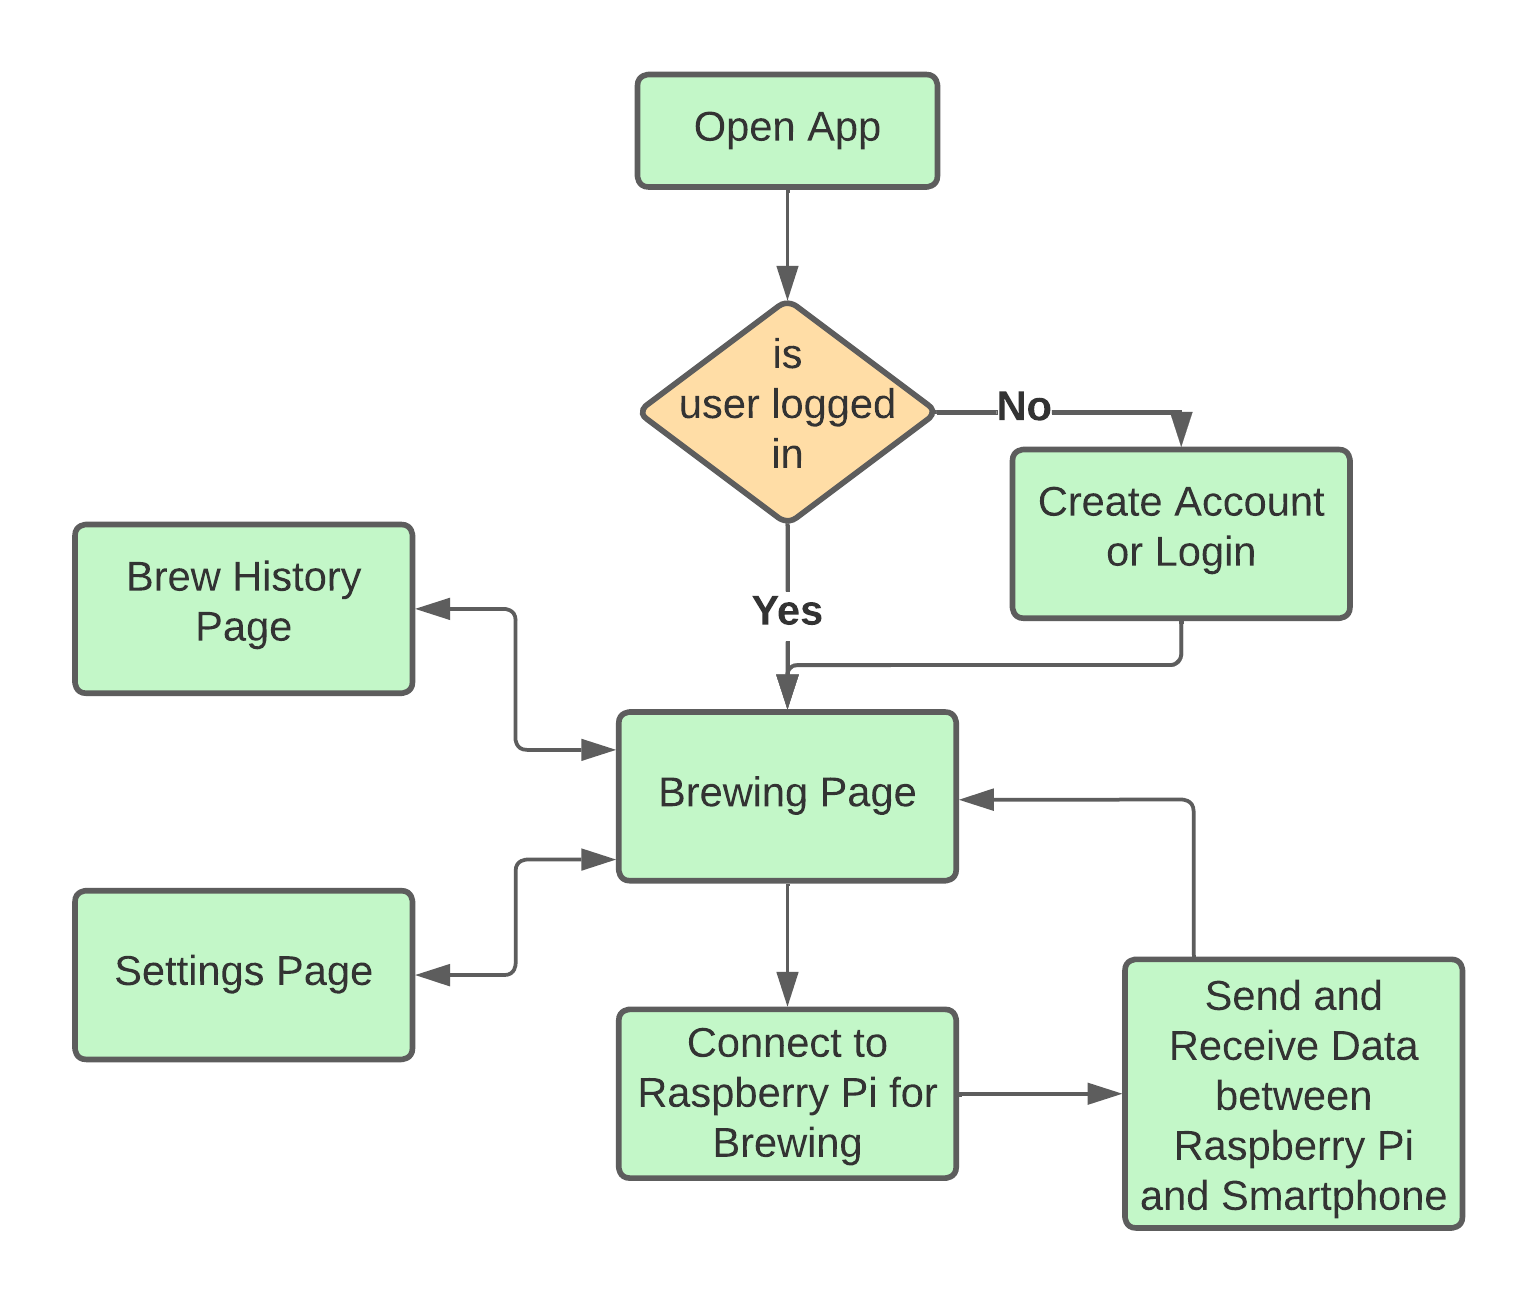 Open App
is
user logged
in
No
Create Account
or Login
Yes
Brew History
Page
Brewing Page
Settings Page
Connect to
Raspberry Pi for
Brewing
Send and
Receive Data
between
Raspberry Pi
and Smartphone